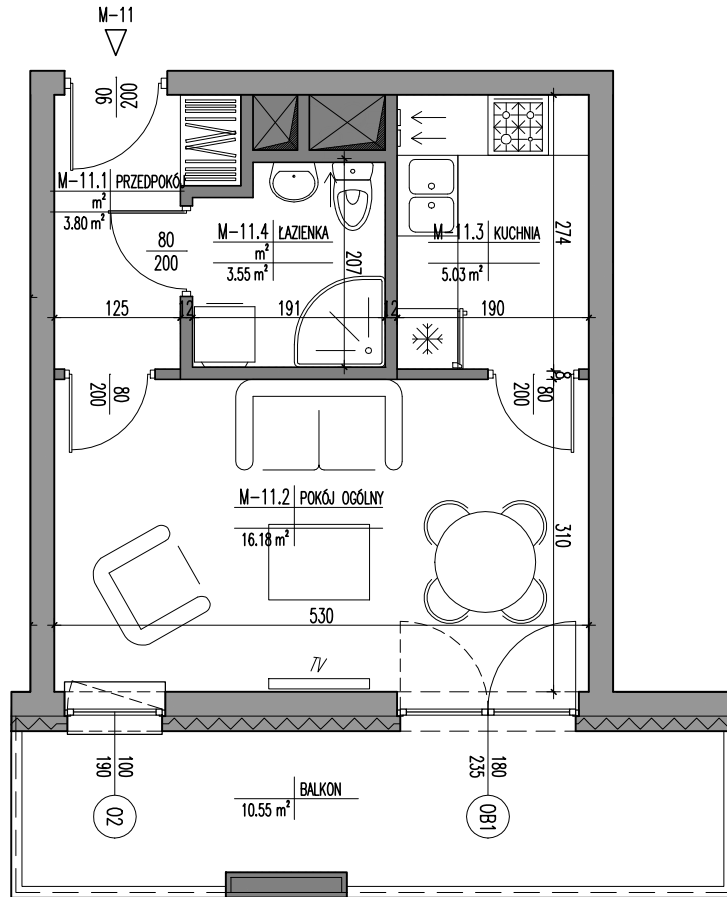 M-11
90
200
M-11.1 PRZEDPOKÓJ
m²
3.80 m²
80
200
M-11.4 ŁAZIENKA
m²
3.55 m²
207
M-11.3 KUCHNIA
5.03 m²
274
125
12
191
12
190
80
200
80
200
8
M-11.2 POKÓJ OGÓLNY
16.18 m²
310
530
TV
100
190
O2
BALKON
10.55 m²
180
235
OB1